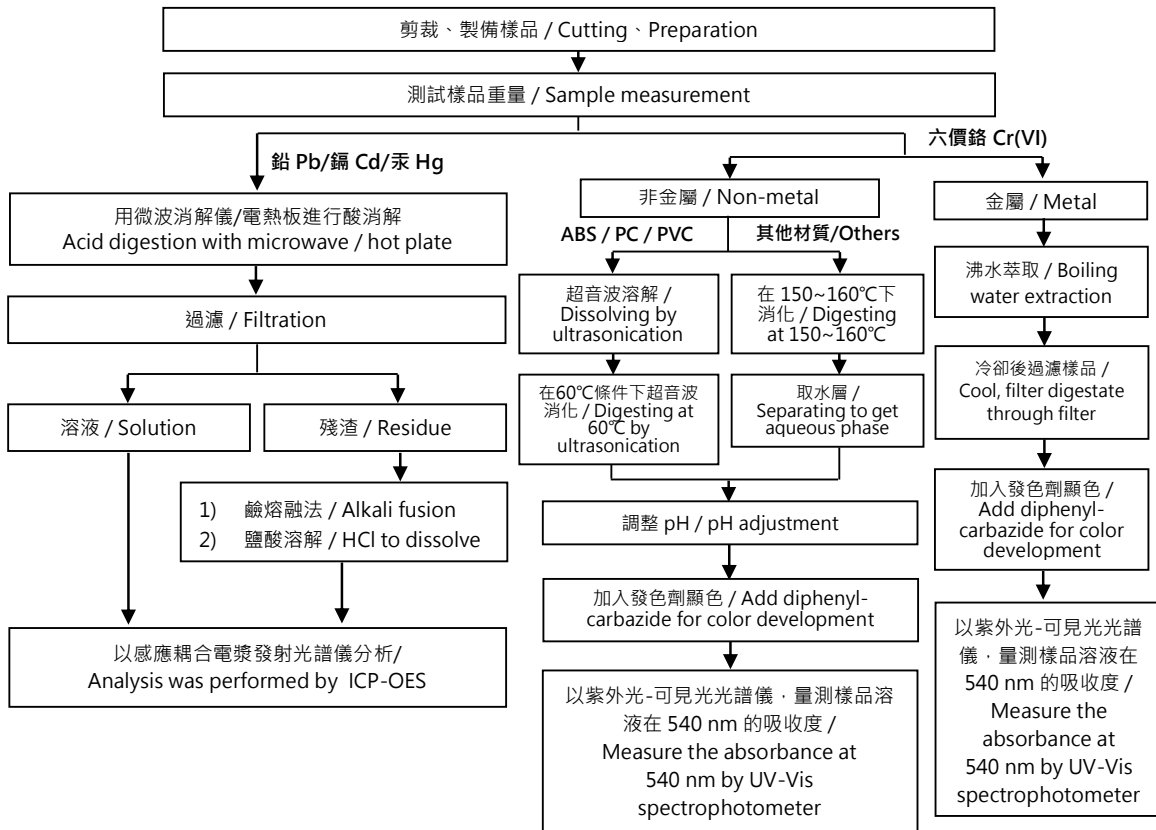 剪裁、製備樣品 / Cutting、Preparation
測試樣品重量 / Sample measurement
鉛 Pb/鎘 Cd/汞 Hg
六價鉻 Cr(VI)
用微波消解儀/電熱板進行酸消解
Acid digestion with microwave / hot plate
過濾 / Filtration
溶液 / Solution
殘渣 / Residue
1) 鹼熔融法 / Alkali fusion
2) 鹽酸溶解 / HCl to dissolve
以感應耦合電漿發射光譜儀分析/
Analysis was performed by ICP-OES
非金屬 / Non-metal
ABS / PC / PVC
其他材質/Others
超音波溶解 /
Dissolving by
ultrasonication
在60℃條件下超音波
消化 / Digesting at
60℃ by
ultrasonication
在 150~160℃下
消化 / Digesting
at 150~160℃
取水層 /
Separating to get
aqueous phase
調整 pH / pH adjustment
加入發色劑顯色 / Add diphenyl-
carbazide for color development
以紫外光-可見光光譜儀，量測樣品溶
液在 540 nm 的吸收度 /
Measure the absorbance at
540 nm by UV-Vis
spectrophotometer
金屬 / Metal
沸水萃取 / Boiling
water extraction
冷卻後過濾樣品 /
Cool, filter digestate
through filter
加入發色劑顯色 /
Add diphenyl-
carbazide for color
development
以紫外光-可見光光譜
儀，量測樣品溶液在
540 nm 的吸收度 /
Measure the
absorbance at
540 nm by UV-Vis
spectrophotometer